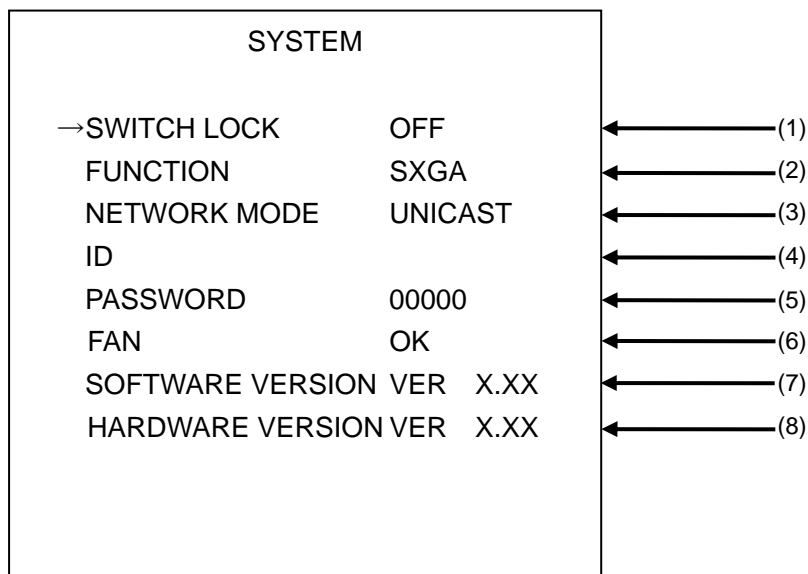 SYSTEM
→SWITCH LOCK OFF (1)
FUNCTION SXGA (2)
NETWORK MODE UNICAST (3)
ID (4)
PASSWORD 00000 (5)
FAN OK (6)
SOFTWARE VERSION VER X.XX (7)
HARDWARE VERSION VER X.XX (8)